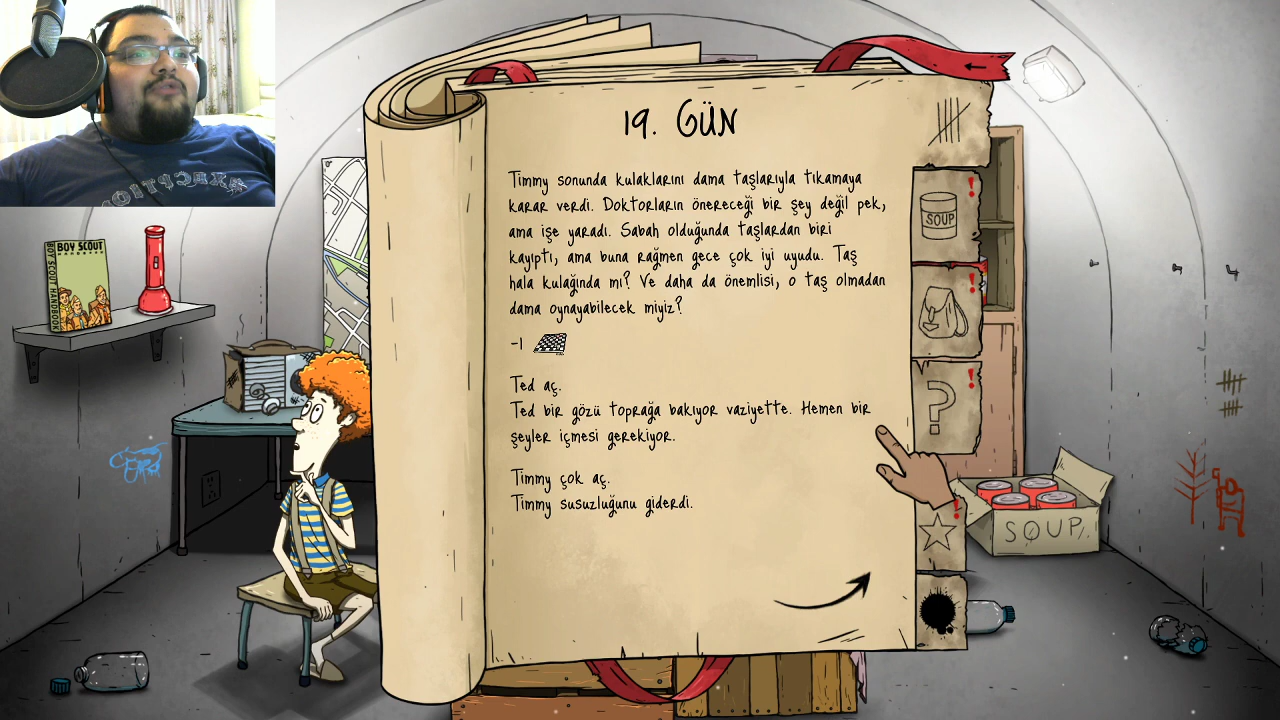 19. GÜN
Timmy sonunda kulaklarını dama taşlarıyla tıkamaya
karar verdi. Doktorların önereceği bir şey değil pek,
ama işe yaradı. Sabah olduğunda taşlardan biri
kayıptı, ama buna rağmen gece çok iyi uyudu. Taş
hala kulağında mı? Ve daha da önemlisi, o taş olmadan
dama oynayabilecek miyiz?
-1
Ted aç.
Ted bir gözü toprağa bakıyor vaziyette. Hemen bir
şeyler içmesi gerekiyor.
Timmy çok aç.
Timmy susuzluğunu giderdi.
SOUP
?
BOY SCOUT
BOY SCOUT HANDBOOK
SOUP